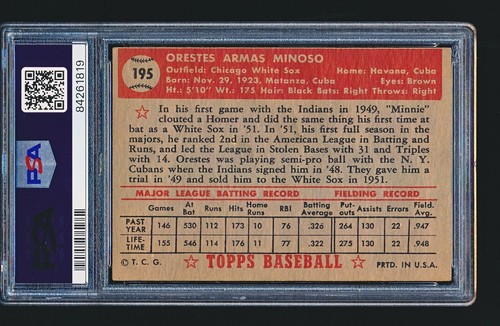 84261819
PSA
195
ORESTES ARMAS MINOSO
Outfield: Chicago White Sox Home: Havana, Cuba
Born: Nov. 29, 1923, Matanza, Cuba Eyes: Brown
Ht.: 5'10" Wt.: 175 Hair: Black Bats: Right Throws: Right
In his first game with the Indians in 1949, "Minnie"
clouted a Homer and did the same thing his first time at
bat as a White Sox in '51. In '51, his first full season in the
majors, he ranked 2nd in the American League in Batting and
Runs, and led the League in Stolen Bases with 31 and Triples
with 14. Orestes was playing semi-pro ball with the N. Y.
Cubans when the Indians signed him in '48. They gave him a
trial in '49 and sold him to the White Sox in 1951.
MAJOR LEAGUE BATTING RECORD FIELDING RECORD
Games At Bat Runs Hits Home Runs RBI Batting Average Put-outs Assists Errors Field. Avg.
PAST YEAR 146 530 112 173 10 76 .326 264 130 22 .947
LIFE-TIME 155 546 114 176 11 77 .322 275 130 22 .948
© T. C. G. TOPPS BASEBALL PRTD. IN U.S.A.